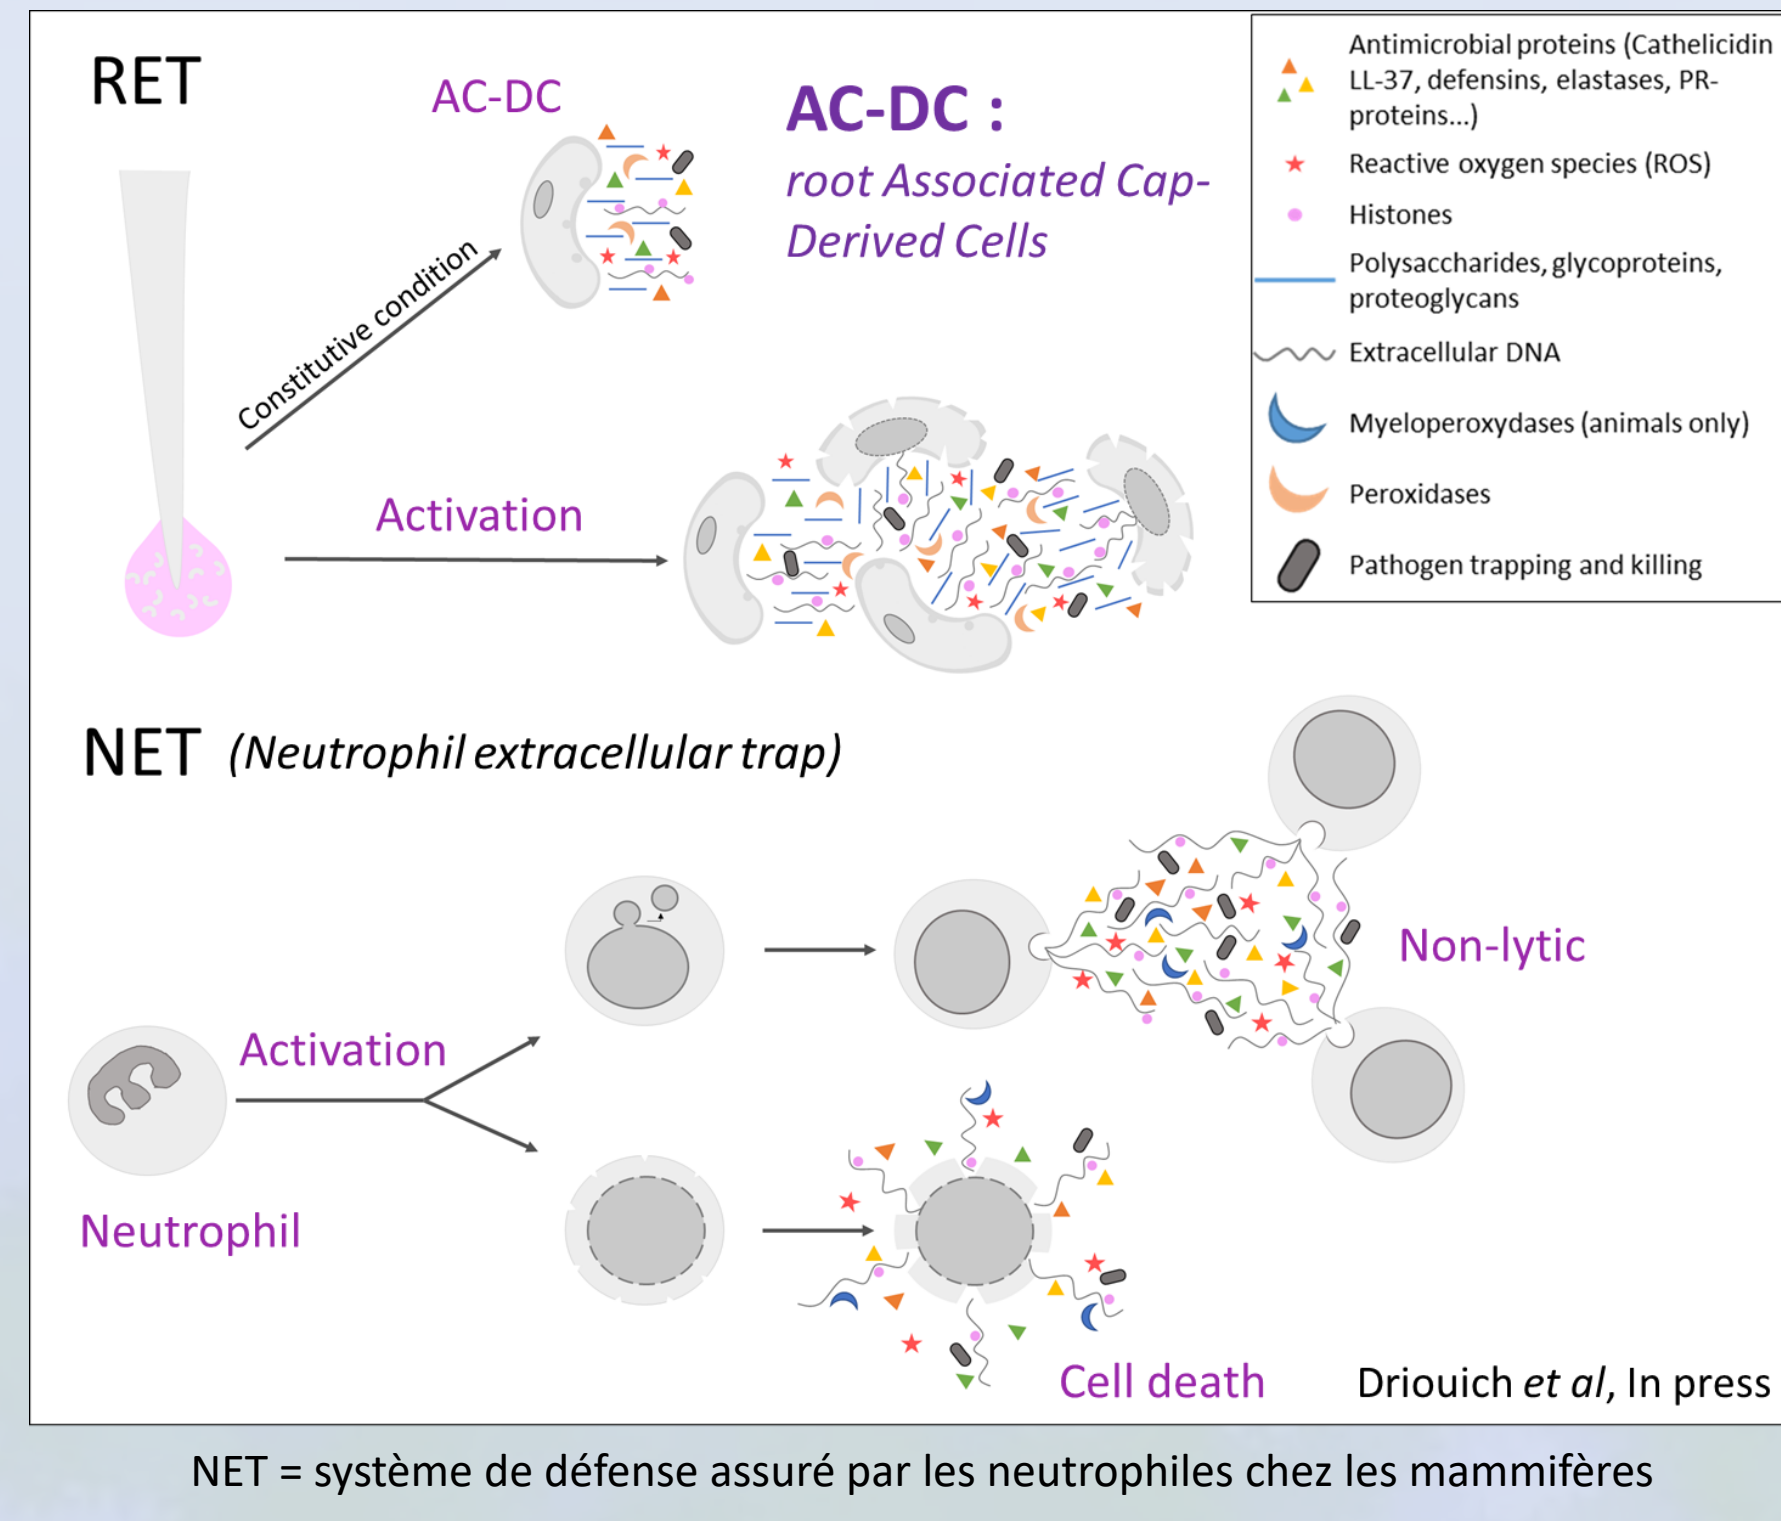 RET
AC-DC
AC-DC :
root Associated Cap-
Derived Cells
Constitutive condition
Activation
Antimicrobial proteins (Cathelicidin
LL-37, defensins, elastases, PR-
proteins...)
Reactive oxygen species (ROS)
Histones
Polysaccharides, glycoproteins,
proteoglycans
Extracellular DNA
Myeloperoxydases (animals only)
Peroxidases
Pathogen trapping and killing
NET (Neutrophil extracellular trap)
Non-lytic
Activation
Neutrophil
Cell death
Driouich et al, In press
NET = système de défense assuré par les neutrophiles chez les mammifères